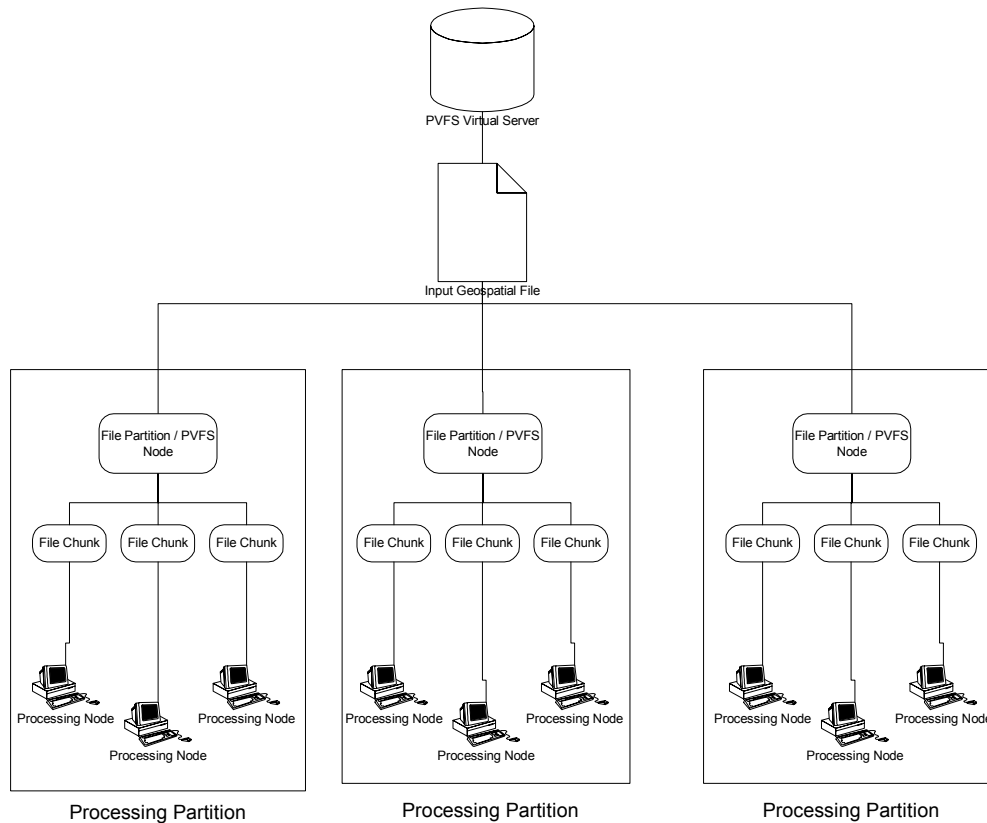 PVFS Virtual Server
Input Geospatial File
File Partition / PVFS
Node
File Chunk
File Chunk
File Chunk
Processing Node
Processing Node
Processing Node
Processing Partition
File Partition / PVFS
Node
File Chunk
File Chunk
File Chunk
Processing Node
Processing Node
Processing Node
Processing Partition
File Partition / PVFS
Node
File Chunk
File Chunk
File Chunk
Processing Node
Processing Node
Processing Node
Processing Partition